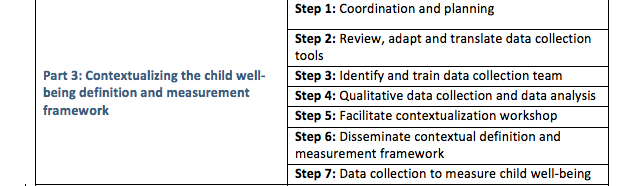 Step 1: Coordination and planning
Step 2: Review, adapt and translate data collection
tools
Part 3: Contextualizing the child well-
being definition and measurement
framework
Step 3: Identify and train data collection team
Step 4: Qualitative data collection and data analysis
Step 5: Facilitate contextualization workshop
Step 6: Disseminate contextual definition and
measurement framework
Step 7: Data collection to measure child well-being